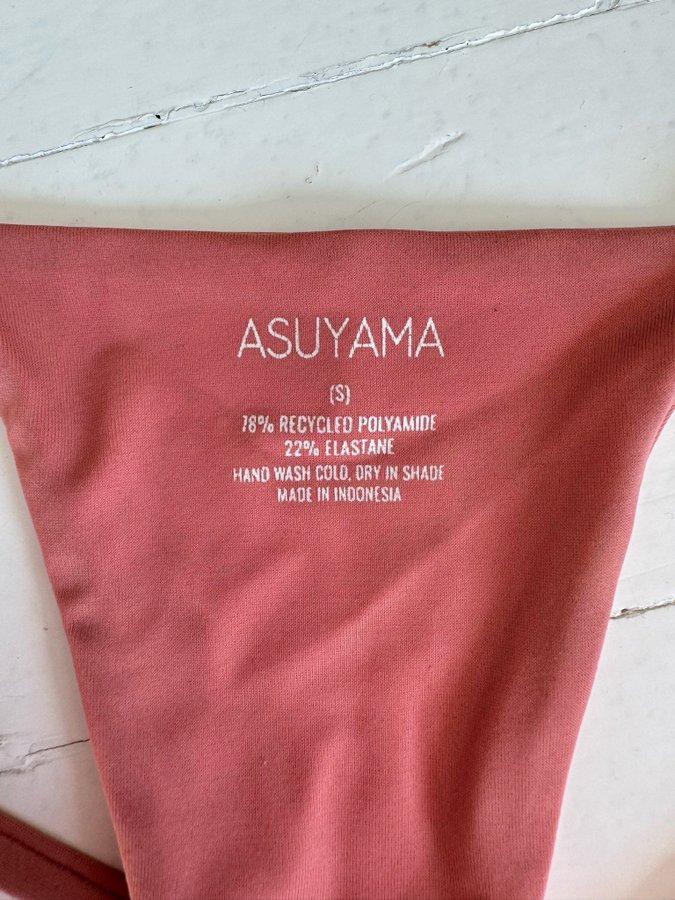 ASUYAMA
(S)
78% RECYCLED POLYAMIDE
22% ELASTANE
HAND WASH COLD, DRY IN SHADE
MADE IN INDONESIA